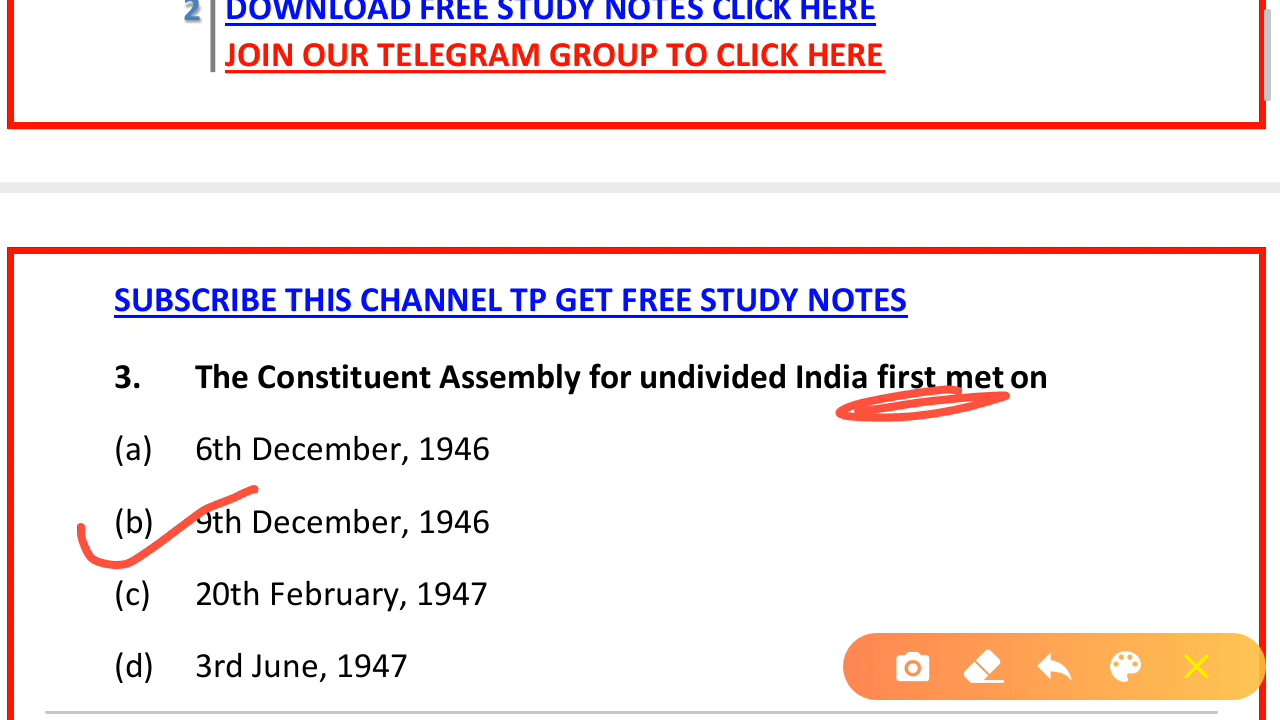 2
DOWNLOAD FREE STUDY NOTES CLICK HERE
JOIN OUR TELEGRAM GROUP TO CLICK HERE
SUBSCRIBE THIS CHANNEL TP GET FREE STUDY NOTES
3. The Constituent Assembly for undivided India first met on
(a) 6th December, 1946
(b) 9th December, 1946
(c) 20th February, 1947
(d) 3rd June, 1947